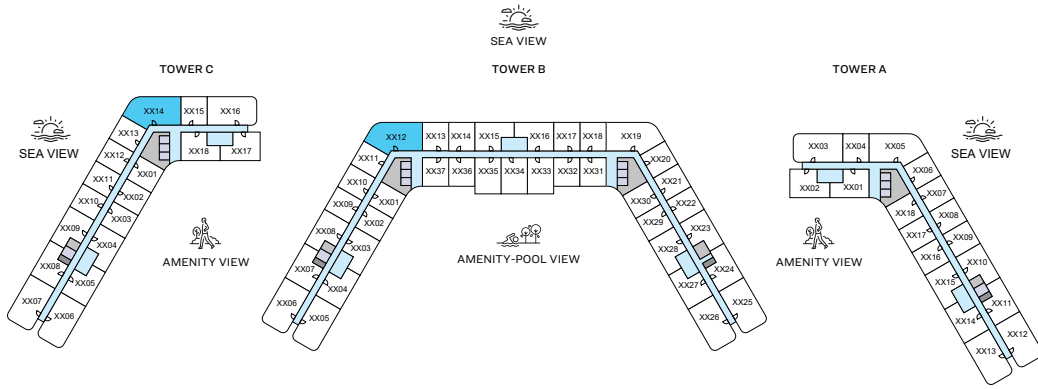 SEA VIEW
TOWER C
TOWER B
TOWER A
XX14
XX15
XX16
XX13
XX12
XX11
XX10
XX09
XX08
XX07
XX06
XX05
XX04
XX03
XX02
XX01
XX18
XX17
SEA VIEW
AMENITY VIEW
XX12
XX13
XX14
XX15
XX16
XX17
XX18
XX19
XX11
XX10
XX08
XX07
XX06
XX05
XX04
XX03
XX02
XX01
XX37
XX36
XX35
XX34
XX33
XX32
XX31
XX20
XX21
XX22
XX23
XX24
XX25
XX26
XX27
XX28
XX29
XX30
AMENITY-POOL VIEW
XX03
XX04
XX05
XX02
XX01
XX06
XX07
XX08
XX09
XX10
XX11
XX12
XX13
XX14
XX15
XX16
XX17
XX18
SEA VIEW
AMENITY VIEW